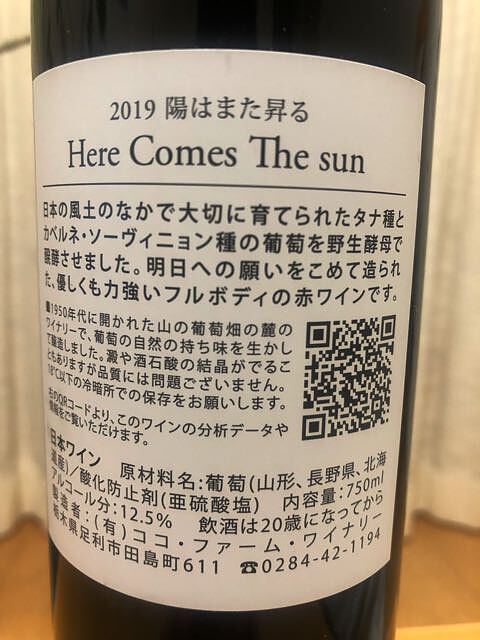 2019 陽はまた昇る
Here Comes The sun
日本の風土のなかで大切に育てられたタナ種と
カベルネ・ソーヴィニョン種の葡萄を野生酵母で
醗酵させました。明日への願いをこめて造られ
た、優しくも力強いフルボディの赤ワインです。
■1950年代に開かれた山の葡萄畑の麓の
ワイナリーで、葡萄の自然の持ち味を生かし
て醸造しました。澱や酒石酸の結晶がでるこ
ともありますが品質には問題ございません。
18℃以下の冷暗所での保存をお願いします。
右のQRコードより、このワインの分析データや
情報をご覧いただけます。
日本ワイン 原材料名:葡萄(山形、長野県、北海
道産)/酸化防止剤(亜硫酸塩) 内容量:750ml
アルコール分:12.5% 飲酒は20歳になってから
製造者:(有)ココ・ファーム・ワイナリー
栃木県足利市田島町611 ☎0284-42-1194